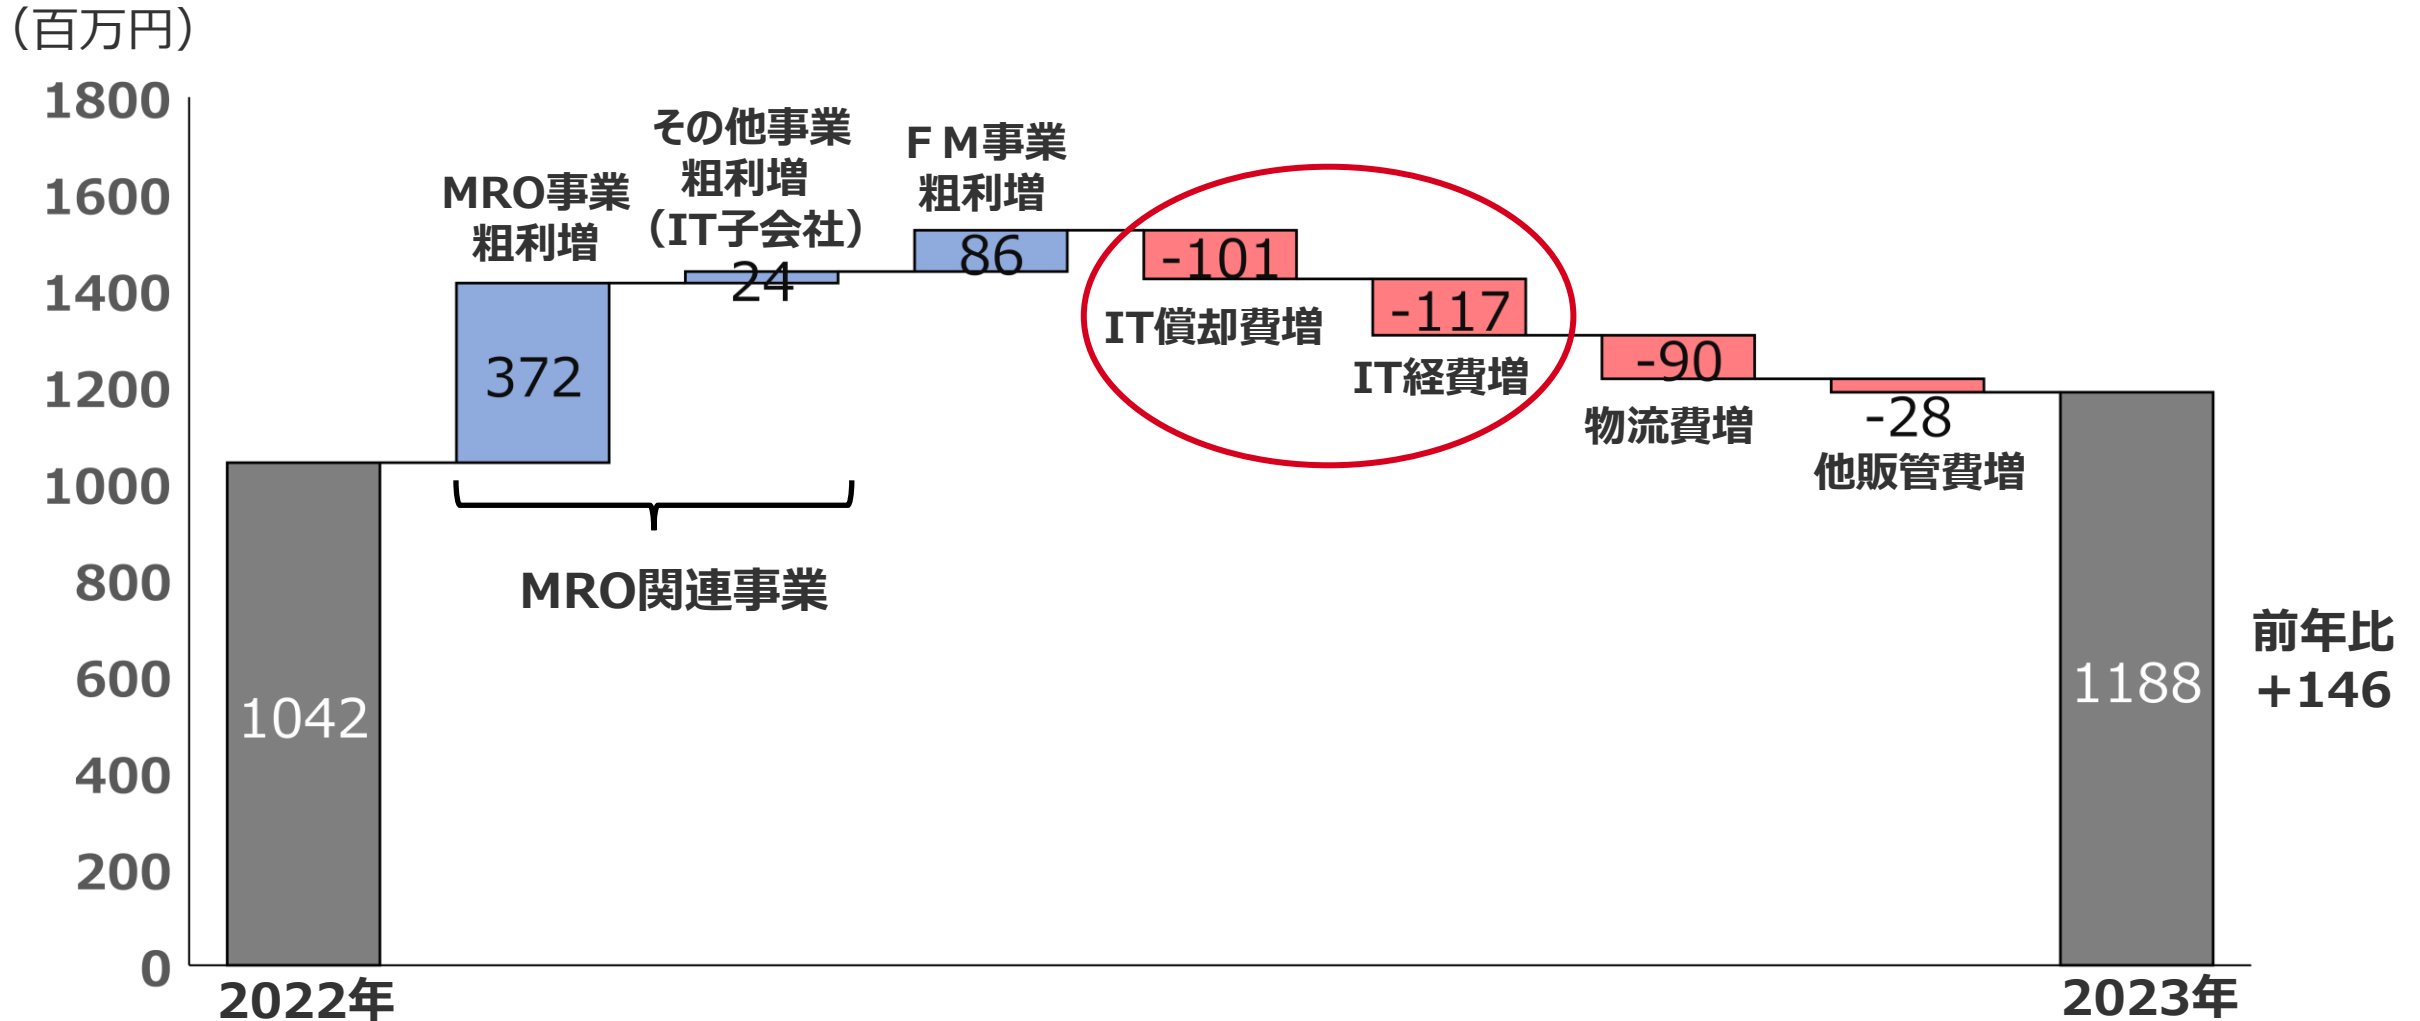 （百万円）
1800
1600
1400
1200
1000
800
600
400
200
0
1042
2022年
MRO事業
粗利増
372
その他事業
粗利増
（IT子会社）
24
MRO関連事業
ＦＭ事業
粗利増
86
-101
IT償却費増
-117
IT経費増
-90
物流費増
-28
他販管費増
1188
2023年
前年比
+146